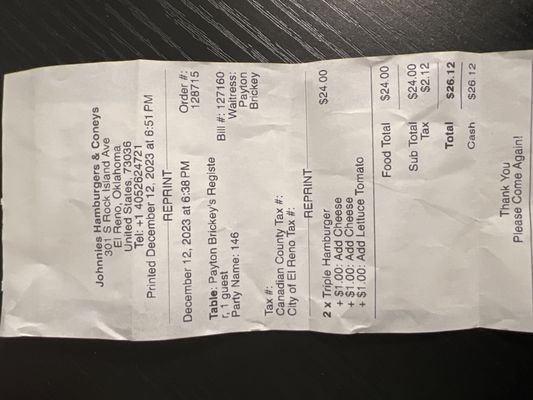 Johnnies Hamburgers & Coneys
301 S Rock Island Ave
El Reno, Oklahoma
United States, 73036
Tel: +1 4052624721
Printed December 12, 2023 at 6:51 PM
REPRINT
December 12, 2023 at 6:38 PM Order #: 128715
Table: Payton Brickey's Registe
r, 1 guest
Party Name: 146
Bill #: 127160
Waitress:
Payton
Brickey
Tax #:
Canadian County Tax #:
City of El Reno Tax #:
REPRINT
2 x Triple Hamburger $24.00
+ $1.00: Add Cheese
+ $1.00: Add Cheese
+ $1.00: Add Lettuce Tomato
Food Total $24.00
Sub Total $24.00
Tax $2.12
Total $26.12
Cash $26.12
Thank You
Please Come Again!